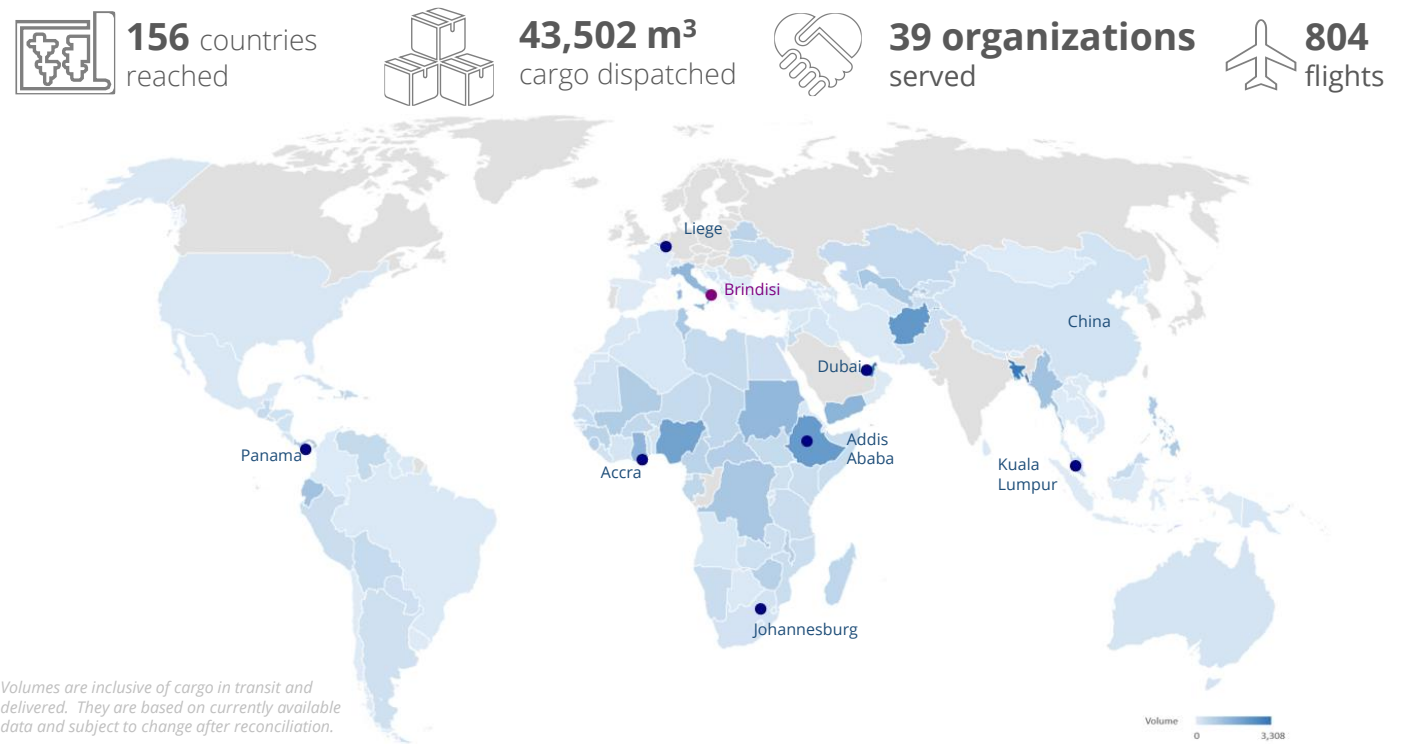 156 countries
reached
43,502 m³
cargo dispatched
39 organizations
served
804
flights
Liege
Brindisi
China
Dubai
Addis
Ababa
Panama
Accra
Kuala
Lumpur
Johannesburg
Volumes are inclusive of cargo in transit and
delivered. They are based on currently available
data and subject to change after reconciliation.
Volume
0
3,308